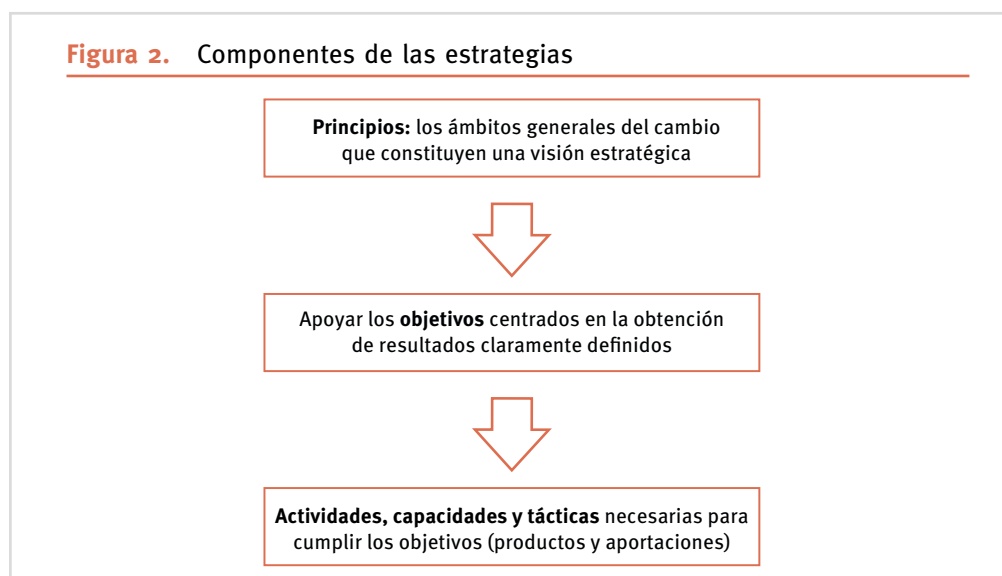 Figura 2. Componentes de las estrategias
Principios: los ámbitos generales del cambio
que constituyen una visión estratégica
Apoyar los objetivos centrados en la obtención
de resultados claramente definidos
Actividades, capacidades y tácticas necesarias para
cumplir los objetivos (productos y aportaciones)